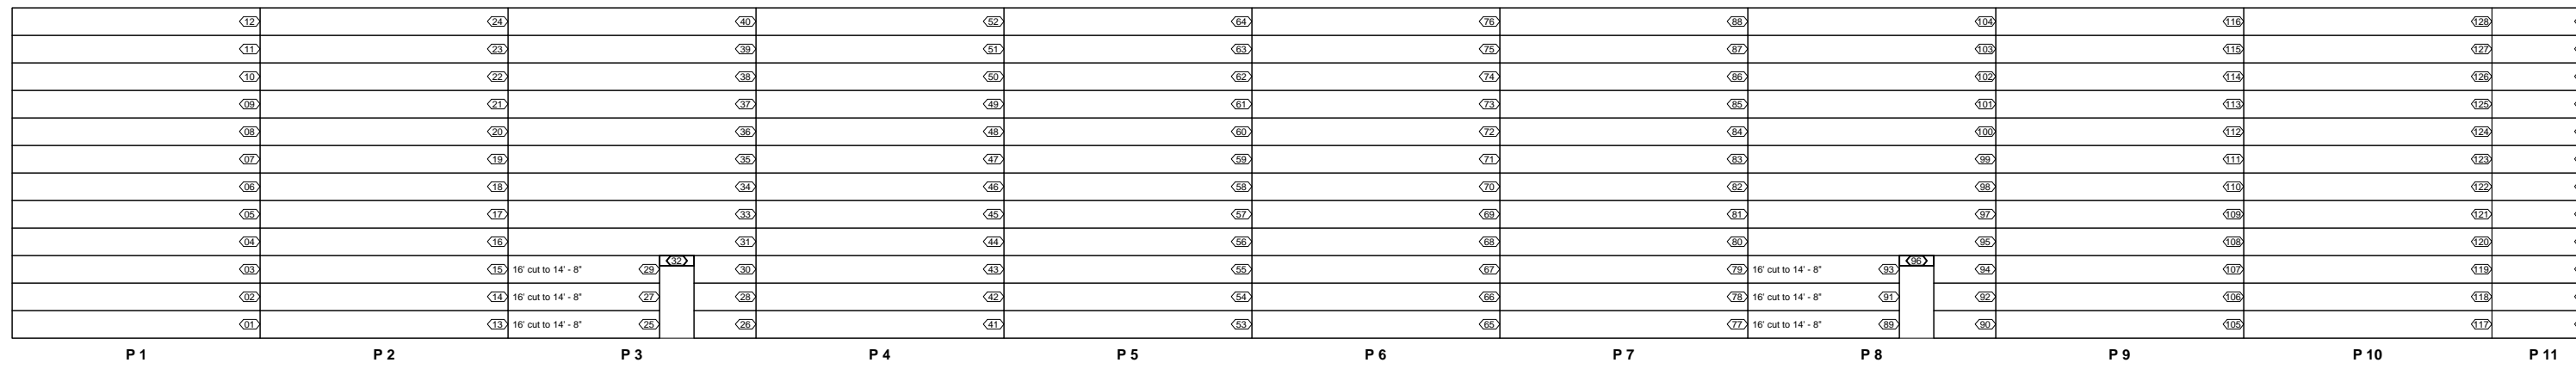 12 24 40 52 64 76 88 104 116 128
11 23 39 51 63 75 87 103 115 127
10 22 38 50 62 74 86 102 114 126
09 21 37 49 61 73 85 101 113 125
08 20 36 48 60 72 84 100 112 124
07 19 35 47 59 71 83 99 111 123
06 18 34 46 58 70 82 98 110 122
05 17 33 45 57 69 81 97 109 121
04 16 31 44 56 68 80 95 108 120
32 96
03 15 16' cut to 14' - 8" 29 30 43 55 67 79 16' cut to 14' - 8" 93 94 107 119
02 14 16' cut to 14' - 8" 27 28 42 54 66 78 16' cut to 14' - 8" 91 92 106 118
01 13 16' cut to 14' - 8" 25 26 41 53 65 77 16' cut to 14' - 8" 89 90 105 117
P 1 P 2 P 3 P 4 P 5 P 6 P 7 P 8 P 9 P 10 P 11